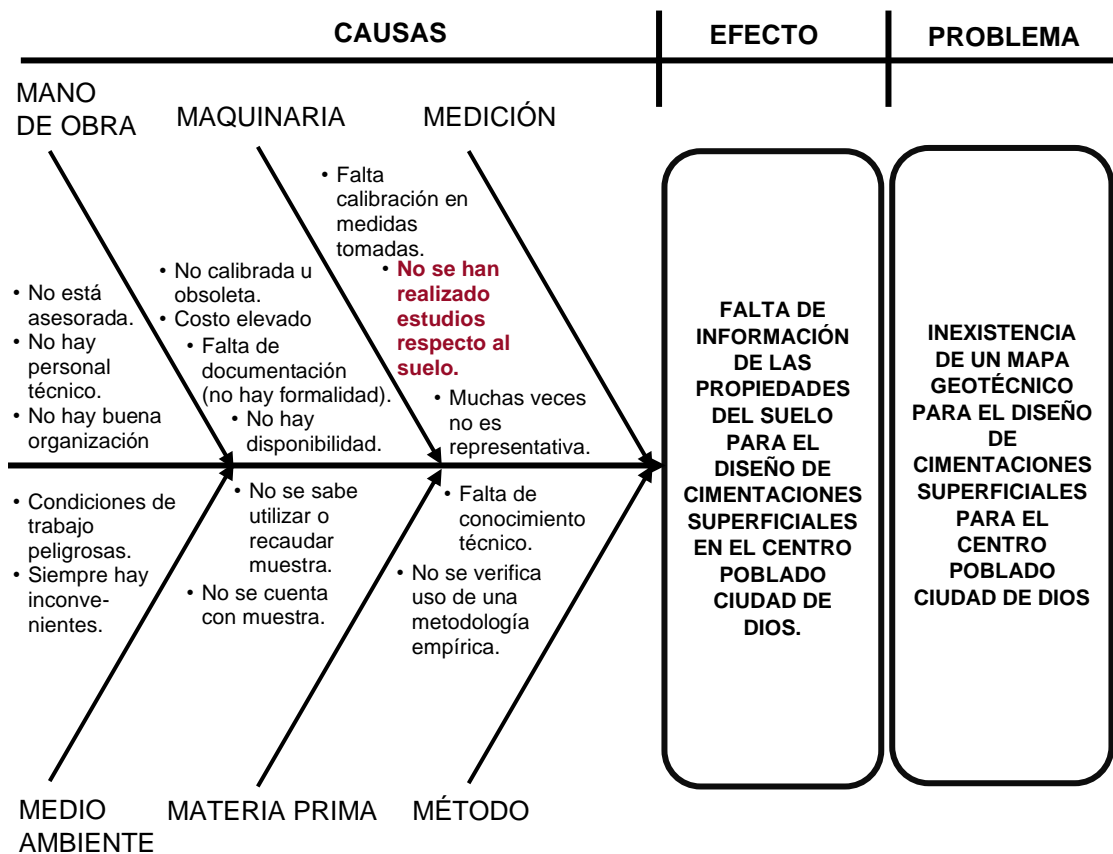 CAUSAS
EFECTO
PROBLEMA
MANO
DE OBRA
MAQUINARIA
MEDICIÓN
• No está
asesorada.
• No hay
personal
técnico.
• No hay buena
organización
• No calibrada u
obsoleta.
• Costo elevado
• Falta de
documentación
(no hay formalidad).
• No hay
disponibilidad.
• Falta
calibración en
medidas
tomadas.
• No se han
realizado
estudios
respecto al
suelo.
• Muchas veces
no es
representativa.
• Condiciones de
trabajo
peligrosas.
• Siempre hay
inconve-
nientes.
• No se sabe
utilizar o
recaudar
muestra.
• No se cuenta
con muestra.
• Falta de
conocimiento
técnico.
• No se verifica
uso de una
metodología
empírica.
MEDIO
AMBIENTE
MATERIA PRIMA
MÉTODO
FALTA DE
INFORMACIÓN
DE LAS
PROPIEDADES
DEL SUELO
PARA EL
DISEÑO DE
CIMENTACIONES
SUPERFICIALES
EN EL CENTRO
POBLADO
CIUDAD DE
DIOS.
INEXISTENCIA
DE UN MAPA
GEOTÉCNICO
PARA EL DISEÑO
DE
CIMENTACIONES
SUPERFICIALES
PARA EL
CENTRO
POBLADO
CIUDAD DE DIOS